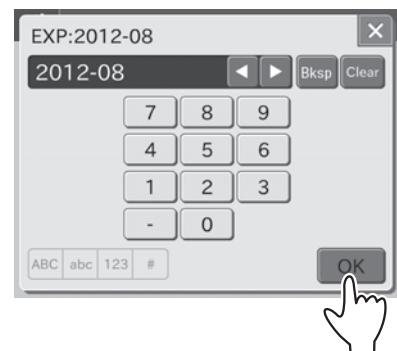 EXP:2012-08
2012-08 Bksp Clear
7 8 9
4 5 6
1 2 3
- 0
ABC abc 123 #
OK